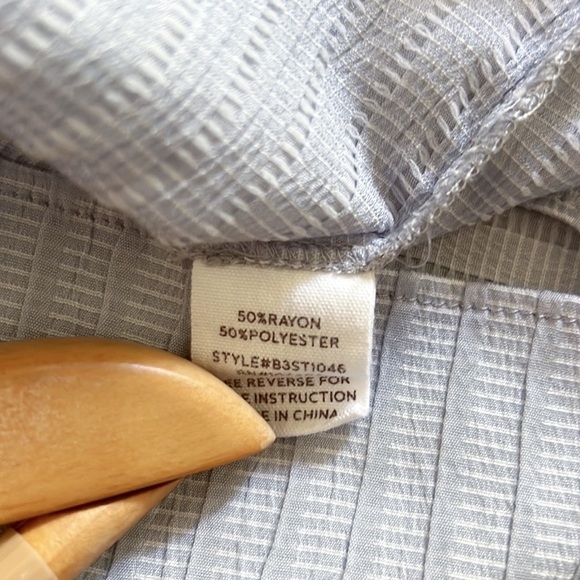 50%RAYON
50%POLYESTER
STYLE#B3ST1046
REVERSE FOR
INSTRUCTION
IN CHINA